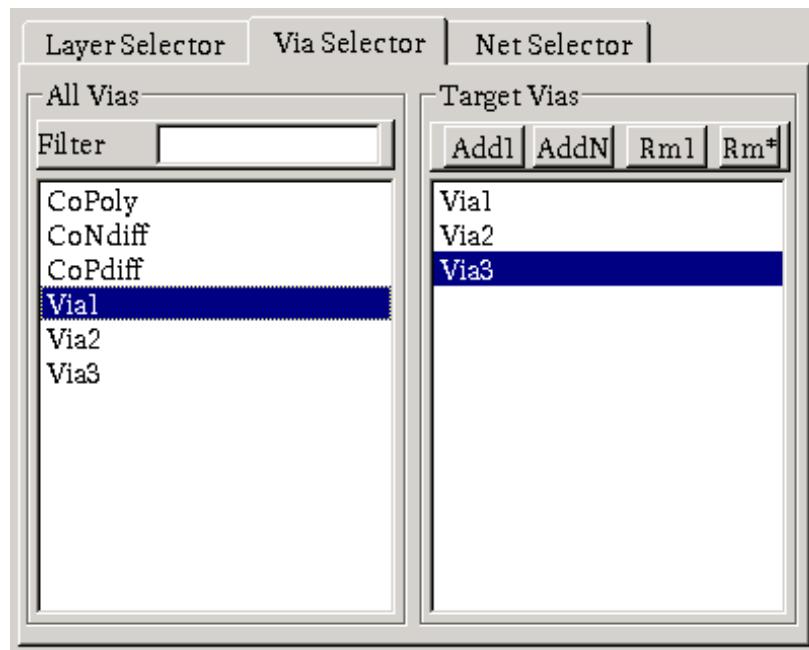 Layer Selector Via Selector Net Selector
All Vias
Filter
CoPoly
CoNdiff
CoPdiff
Via1
Via2
Via3
Target Vias
Add1 AddN Rm1 Rm*
Via1
Via2
Via3